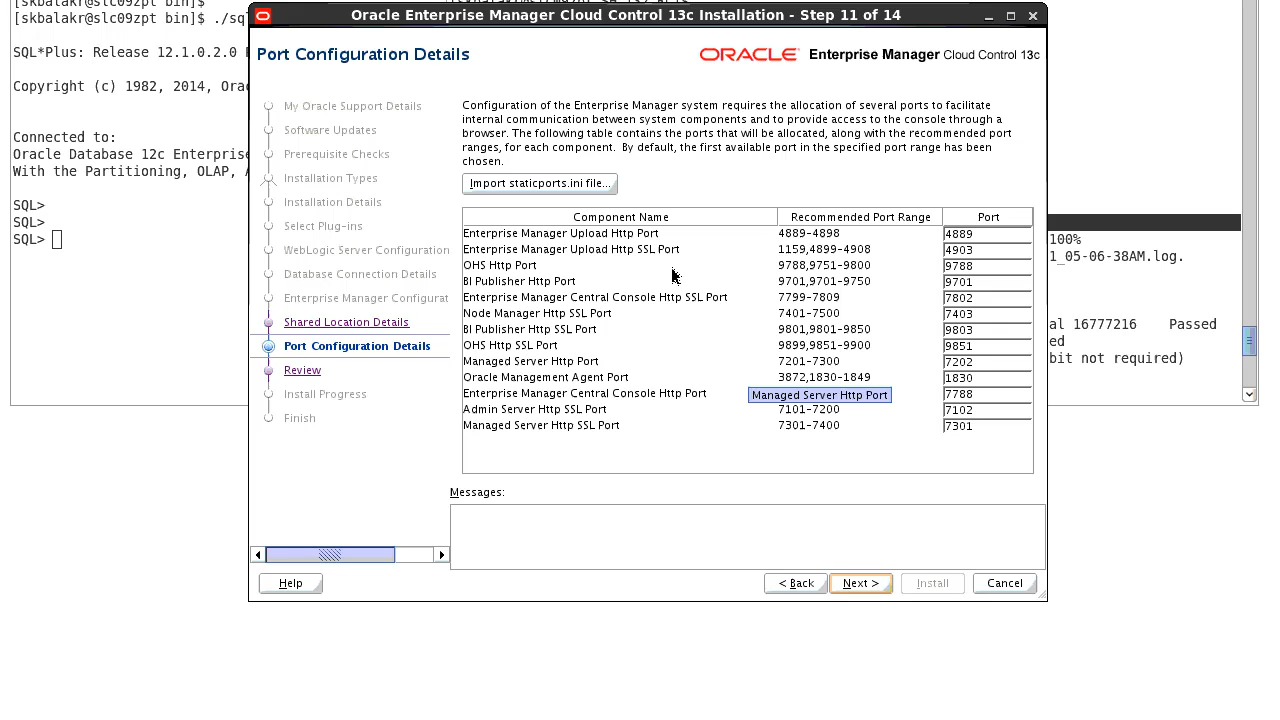 [skbalakr@slc09zpt bin]$
[skbalakr@slc09zpt bin]$ ./sq
SQL*Plus: Release 12.1.0.2.0
Copyright (c) 1982, 2014, Ora
Connected to:
Oracle Database 12c Enterprise
With the Partitioning, OLAP,
SQL>
SQL>
SQL>
Oracle Enterprise Manager Cloud Control 13c Installation - Step 11 of 14
Port Configuration Details
ORACLE Enterprise Manager Cloud Control 13c
My Oracle Support Details
Software Updates
Prerequisite Checks
Installation Types
Installation Details
Select Plug-ins
WebLogic Server Configuration
Database Connection Details
Enterprise Manager Configurat
Shared Location Details
Port Configuration Details
Review
Install Progress
Finish
Configuration of the Enterprise Manager system requires the allocation of several ports to facilitate
internal communication between system components and to provide access to the console through a
browser. The following table contains the ports that will be allocated, along with the recommended port
ranges, for each component. By default, the first available port in the specified port range has been
chosen.
Import staticports.ini file...
Component Name Recommended Port Range Port
Enterprise Manager Upload Http Port 4889-4898 4889
Enterprise Manager Upload Http SSL Port 1159,4899-4908 4903
OHS Http Port 9788,9751-9800 9788
BI Publisher Http Port 9701,9701-9750 9701
Enterprise Manager Central Console Http SSL Port 7799-7809 7802
Node Manager Http SSL Port 7401-7500 7403
BI Publisher Http SSL Port 9801,9801-9850 9803
OHS Http SSL Port 9899,9851-9900 9851
Managed Server Http Port 7201-7300 7202
Oracle Management Agent Port 3872,1830-1849 1830
Enterprise Manager Central Console Http Port 7788
Managed Server Http Port
Admin Server Http SSL Port 7101-7200 7102
Managed Server Http SSL Port 7301-7400 7301
Messages:
Help
< Back
Next >
Install
Cancel
100%
1_05-06-38AM.log.
al 16777216 Passed
ed
bit not required)